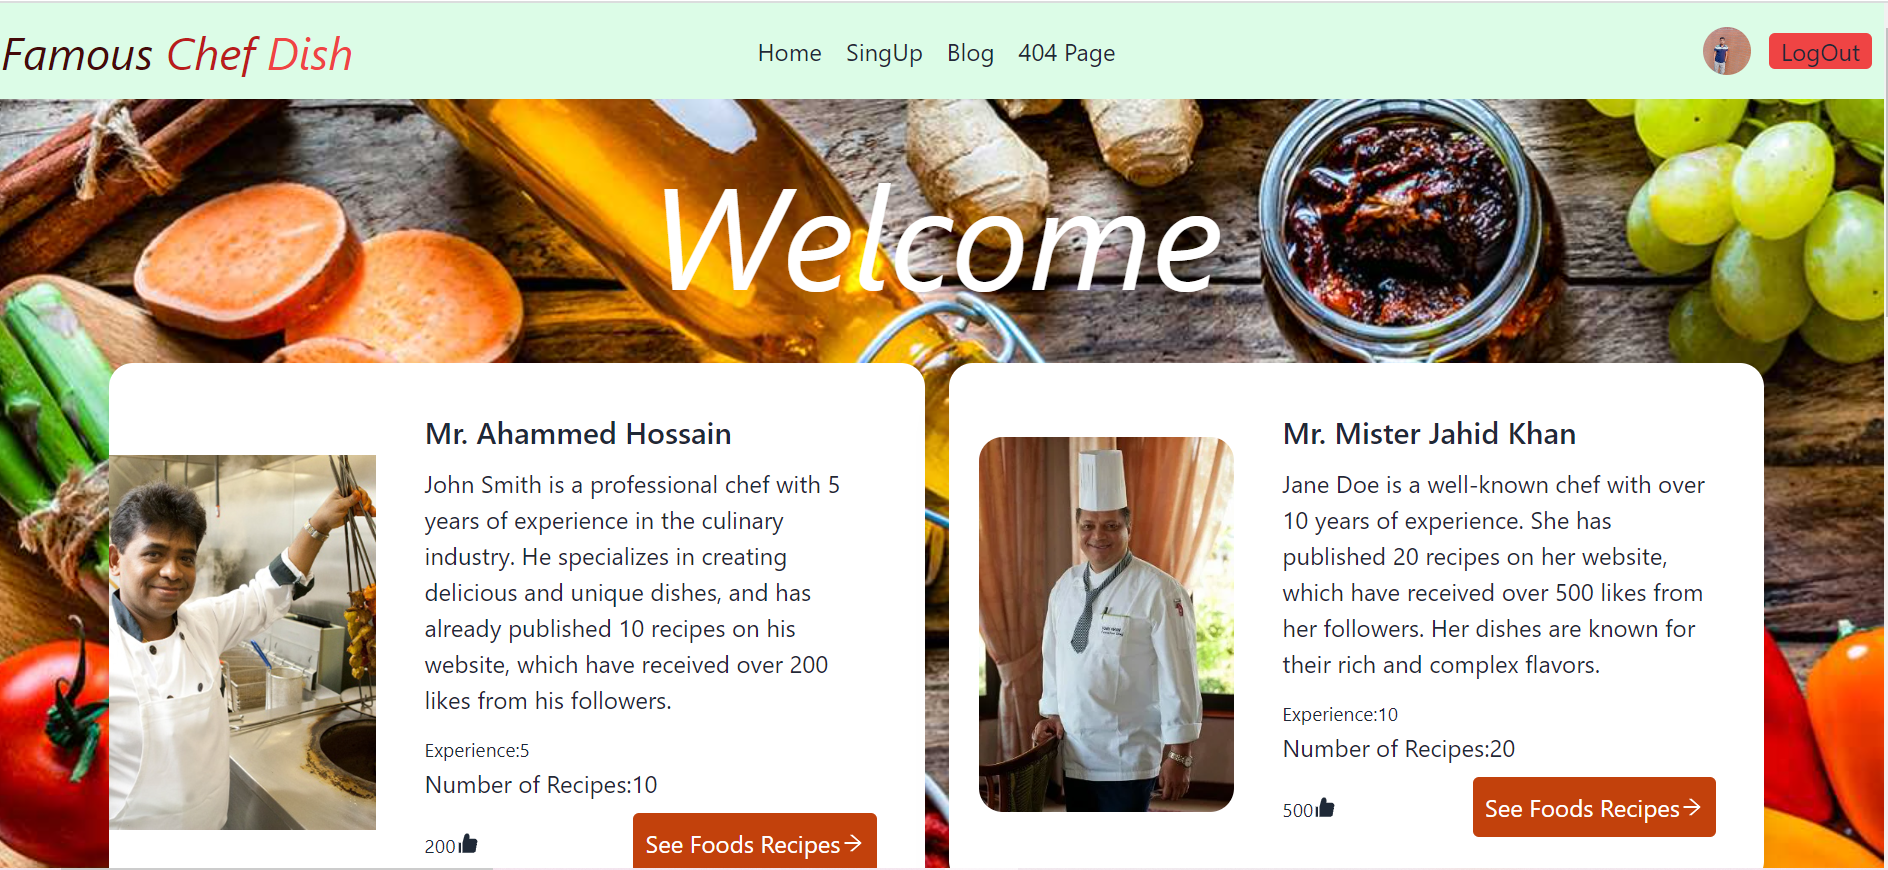 Famous Chef Dish
Home SingUp Blog 404 Page
LogOut
Welcome
Mr. Ahammed Hossain
John Smith is a professional chef with 5
years of experience in the culinary
industry. He specializes in creating
delicious and unique dishes, and has
already published 10 recipes on his
website, which have received over 200
likes from his followers.
Experience:5
Number of Recipes:10
200
See Foods Recipes
Mr. Mister Jahid Khan
Jane Doe is a well-known chef with over
10 years of experience. She has
published 20 recipes on her website,
which have received over 500 likes from
her followers. Her dishes are known for
their rich and complex flavors.
Experience:10
Number of Recipes:20
500
See Foods Recipes